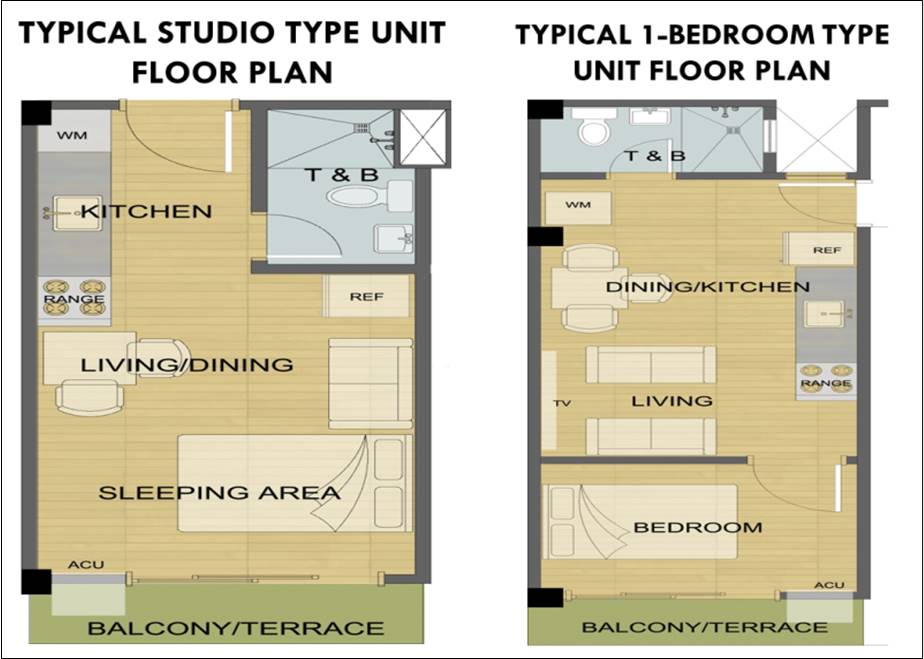 TYPICAL STUDIO TYPE UNIT
FLOOR PLAN
WM
T & B
KITCHEN
RANGE
REF
LIVING/DINING
SLEEPING AREA
ACU
BALCONY/TERRACE
TYPICAL 1-BEDROOM TYPE
UNIT FLOOR PLAN
T & B
WM
REF
DINING/KITCHEN
RANGE
LIVING
TV
BEDROOM
ACU
BALCONY/TERRACE